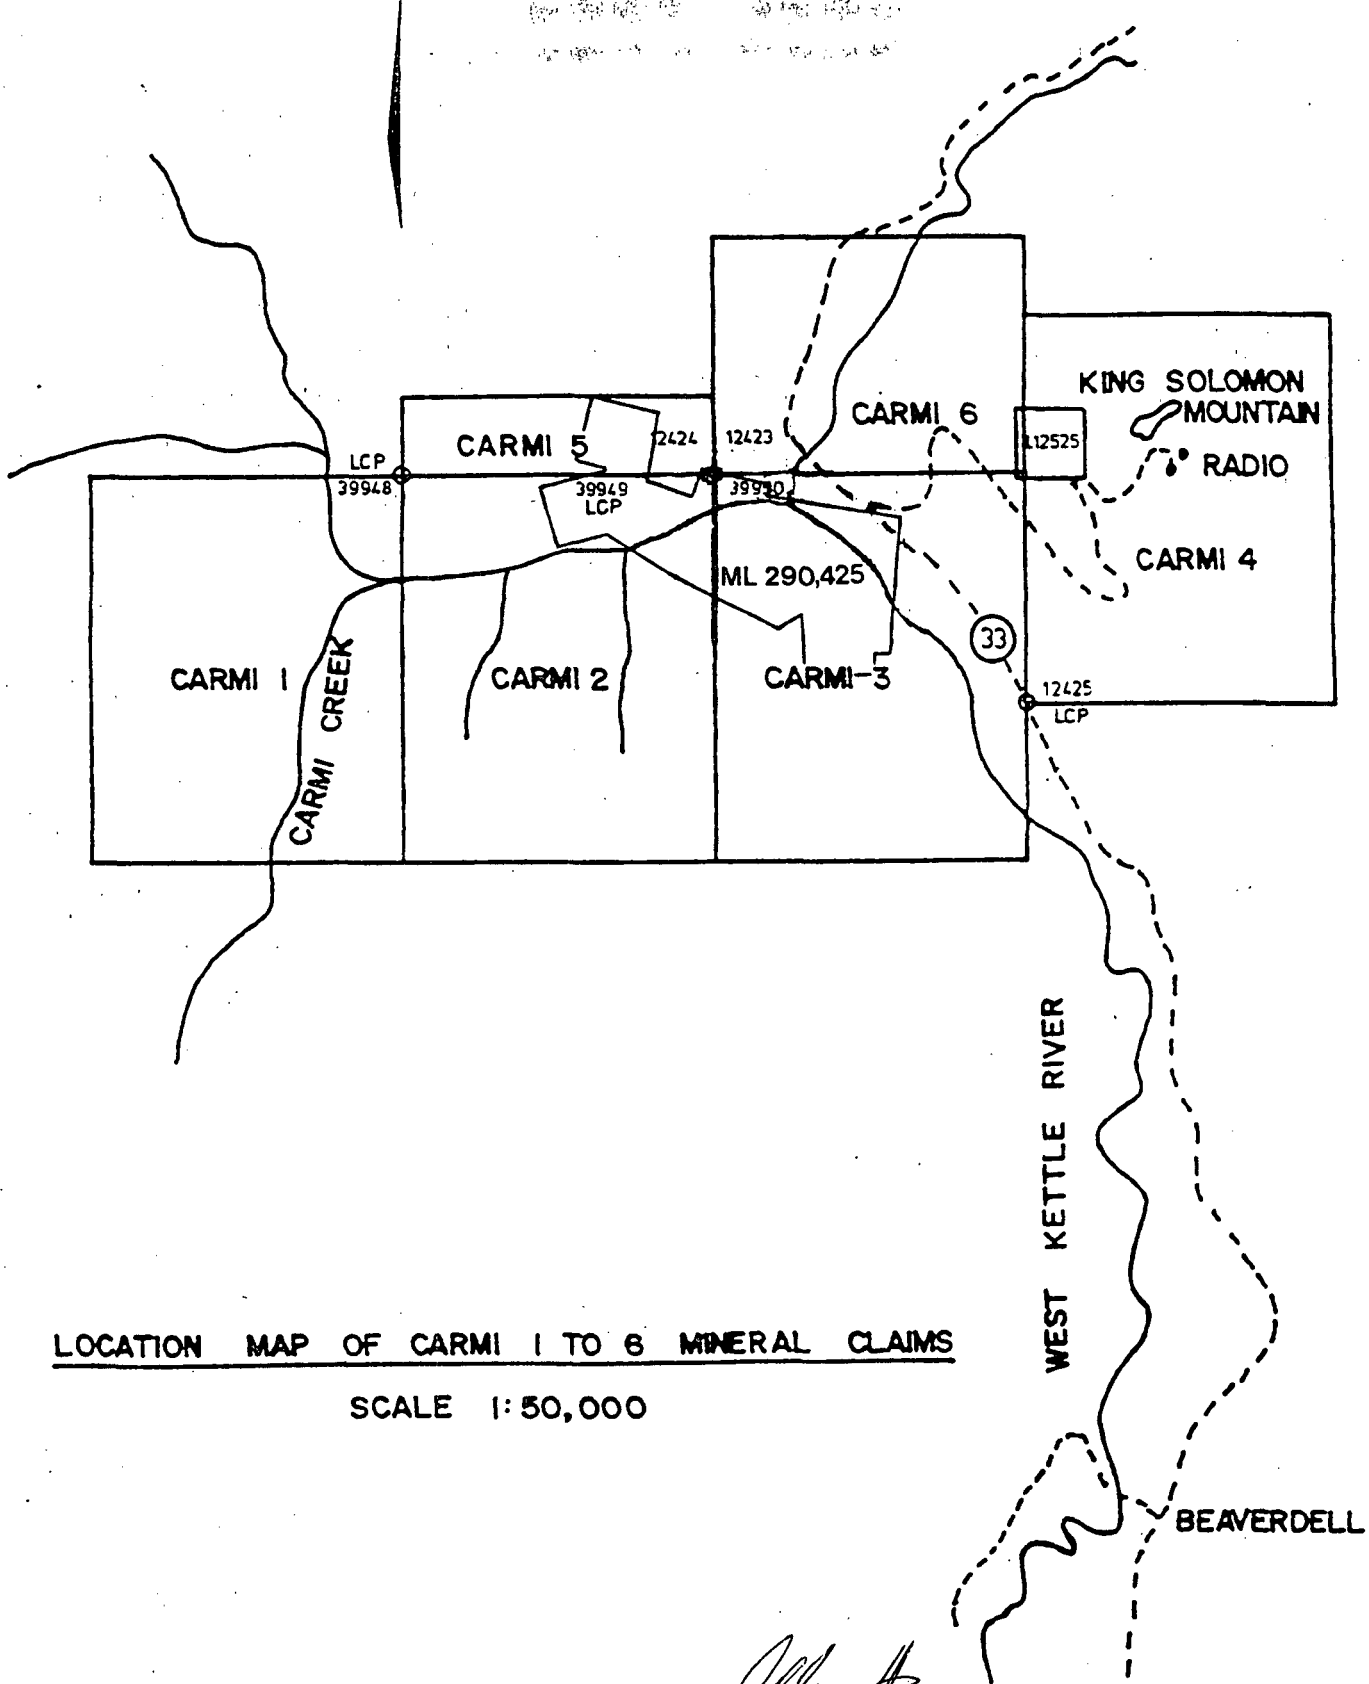 KING SOLOMON
MOUNTAIN
CARMI 6
CARMI 5
2424
12423
L12525
RADIO
LCP
39948
39949
LCP
39950
CARMI 4
ML 290,425
33
CARMI 1
CARMI CREEK
CARMI 2
CARMI 3
12425
LCP
WEST KETTLE RIVER
LOCATION MAP OF CARMI 1 TO 6 MINERAL CLAIMS
SCALE 1:50,000
BEAVERDELL